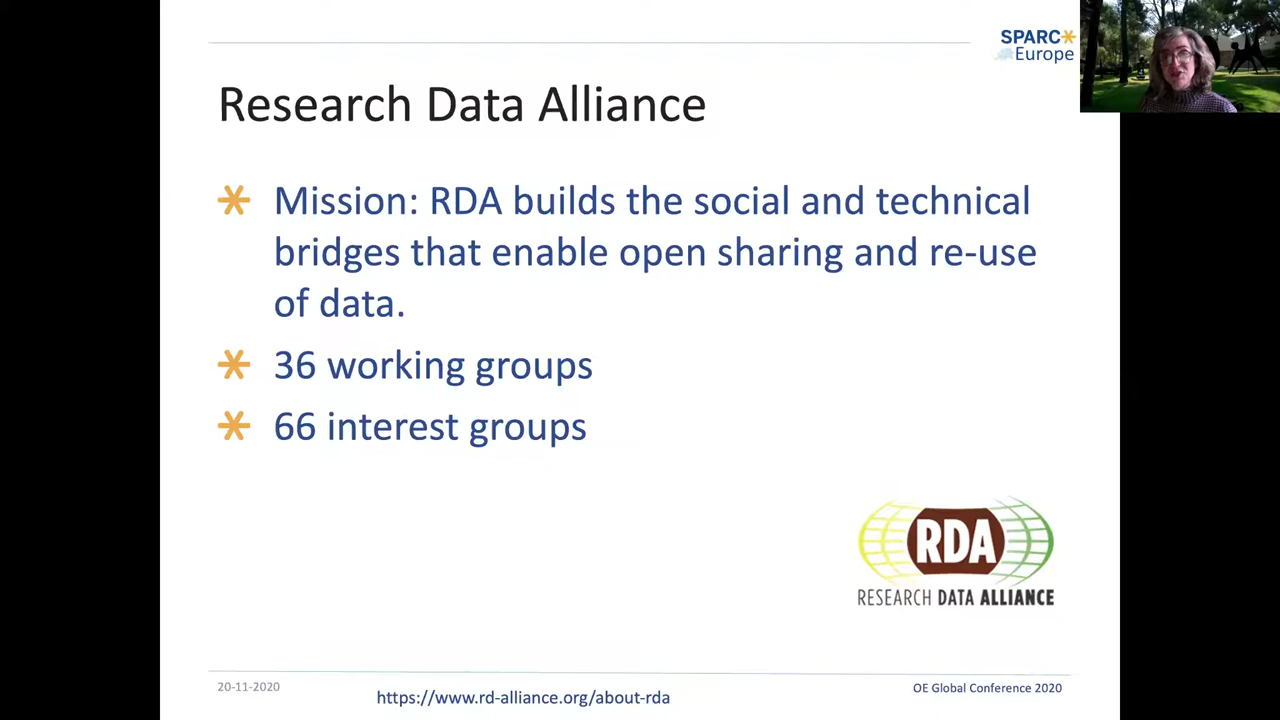 SPARC*
Europe
Research Data Alliance
Mission: RDA builds the social and technical
bridges that enable open sharing and re-use
of data.
36 working groups
66 interest groups
RDA
RESEARCH DATA ALLIANCE
20-11-2020
https://www.rd-alliance.org/about-rda
OE Global Conference 2020